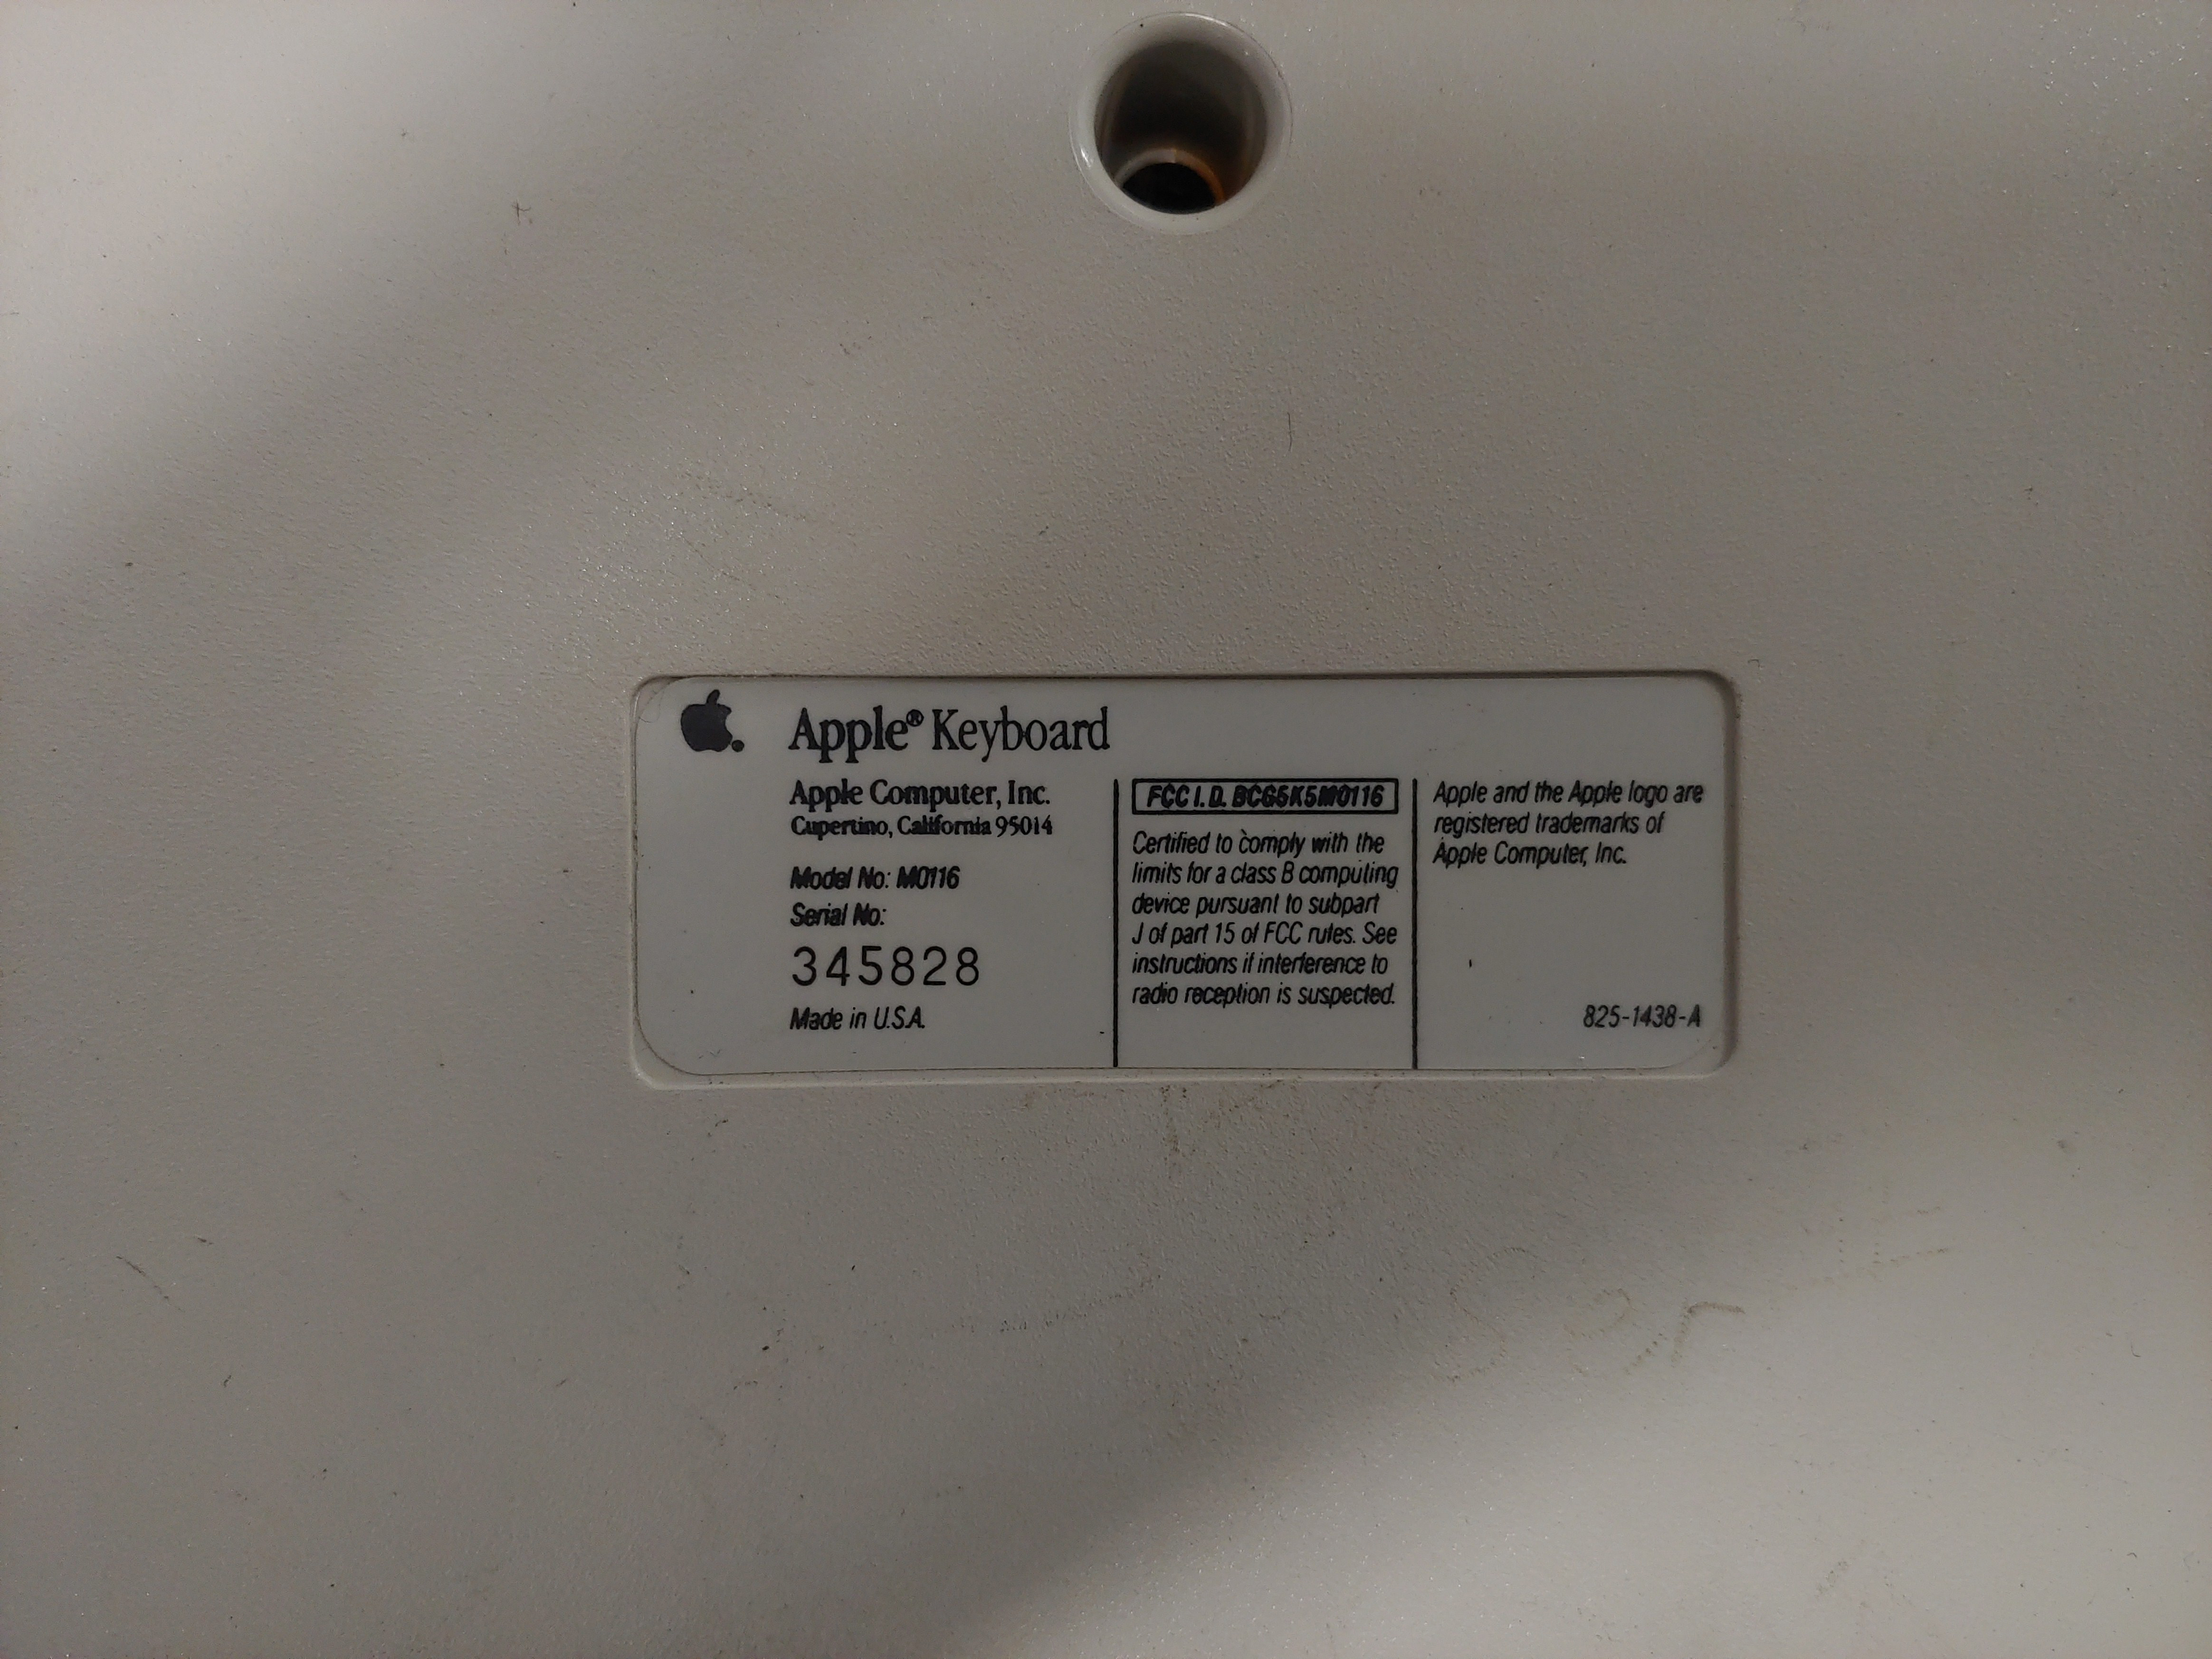 Apple® Keyboard
Apple Computer, Inc.
Cupertino, California 95014
Model No: M0116
Serial No:
345828
Made in U.S.A.
FCC I.D. BCG5K5M0116
Certified to comply with the
limits for a class B computing
device pursuant to subpart
J of part 15 of FCC rules. See
instructions if interference to
radio reception is suspected.
Apple and the Apple logo are
registered trademarks of
Apple Computer, Inc.
825-1438-A